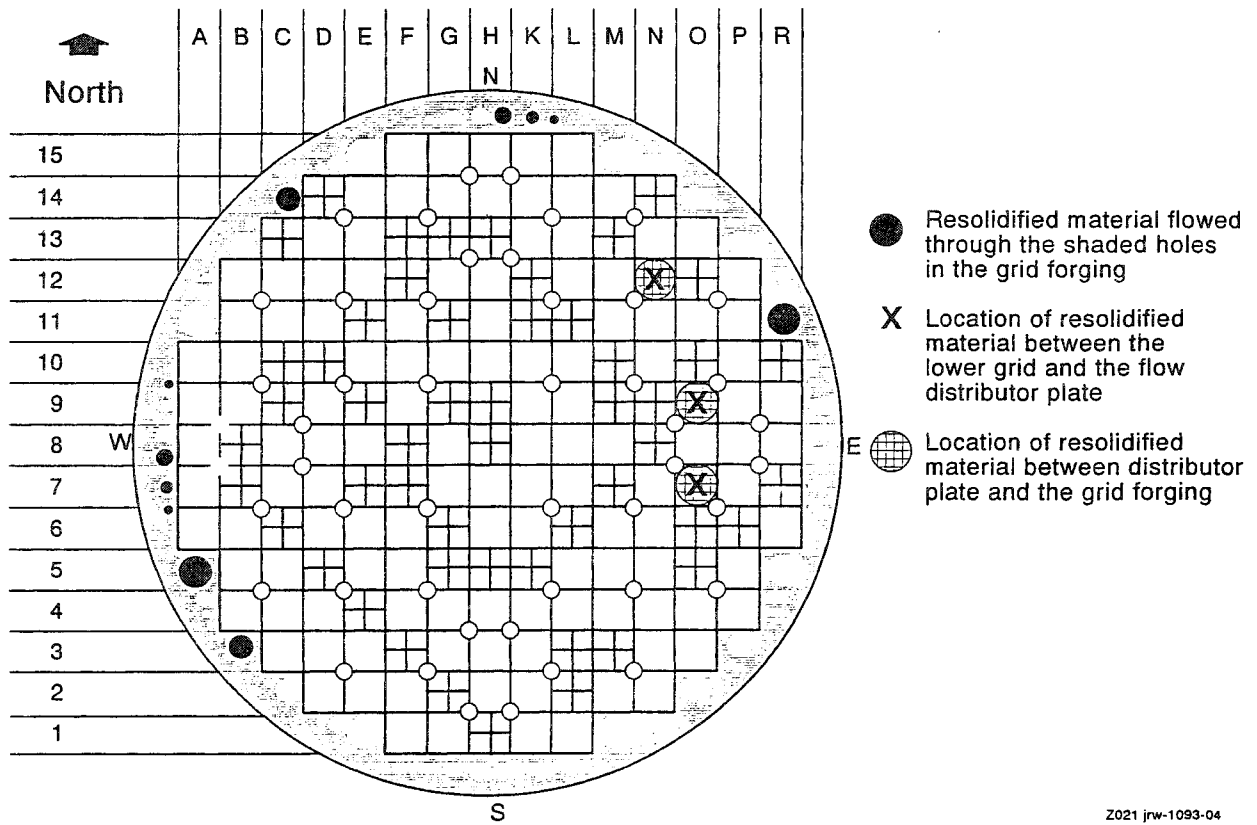 A B C D E F G H K L M N O P R
North
N
15
14
13
12
11
10
9
W 8 E
7
6
5
4
3
2
1
S
Resolidified material flowed
through the shaded holes
in the grid forging
X Location of resolidified
material between the
lower grid and the flow
distributor plate
Location of resolidified
material between distributor
plate and the grid forging
X
X
X
Z021 jrw-1093-04